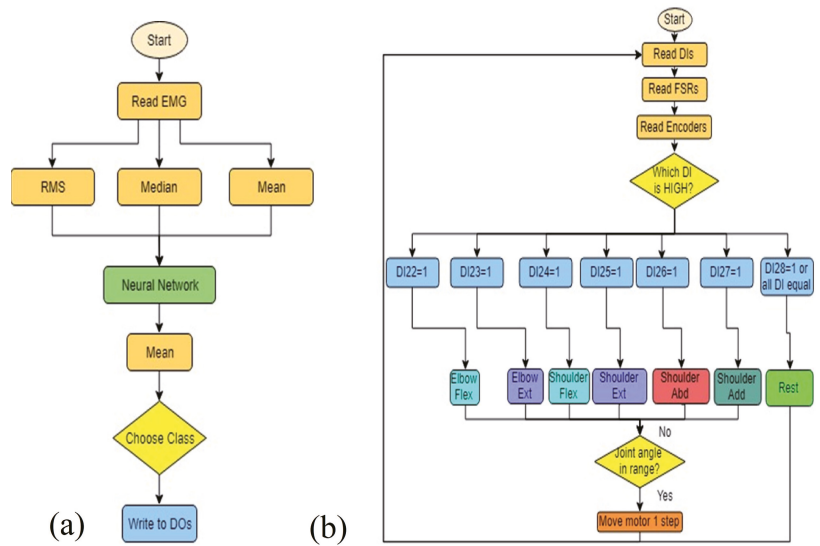 Start
Read EMG
RMS
Median
Mean
Neural Network
Mean
Choose Class
Write to DOs
(a)
Start
Read DIs
Read FSRs
Read Encoders
Which DI
is HIGH?
DI22=1
DI23=1
DI24=1
DI25=1
DI26=1
DI27=1
DI28=1 or
all DI equal
Elbow
Flex
Elbow
Ext
Shoulder
Flex
Shoulder
Ext
Shoulder
Abd
Shoulder
Add
Rest
No
Joint angle
in range?
Yes
Move motor 1 step
(b)